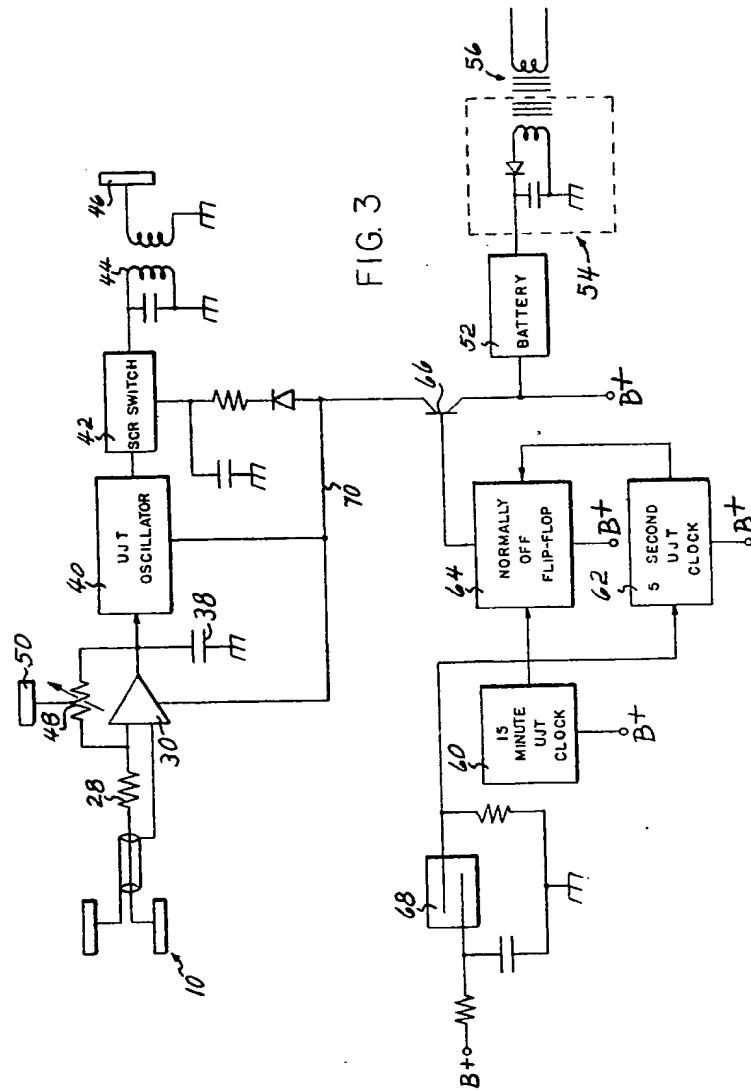 50
48
28
30
10
38
40
UJT
OSCILLATOR
42
SCR SWITCH
44
46
70
FIG. 3
66
68
B+
60
15
MINUTE
UJT
CLOCK
B+
64
NORMALLY
OFF
FLIP-FLOP
B+
62
5 SECOND
UJT
CLOCK
B+
52
BATTERY
B+
54
56